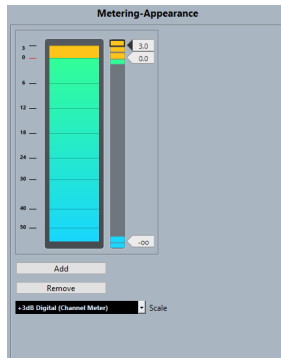 Metering-Appearance
3
0
6
12
18
24
30
40
50
3.0
0.0
-oo
Add
Remove
+3dB Digital (Channel Meter)
Scale